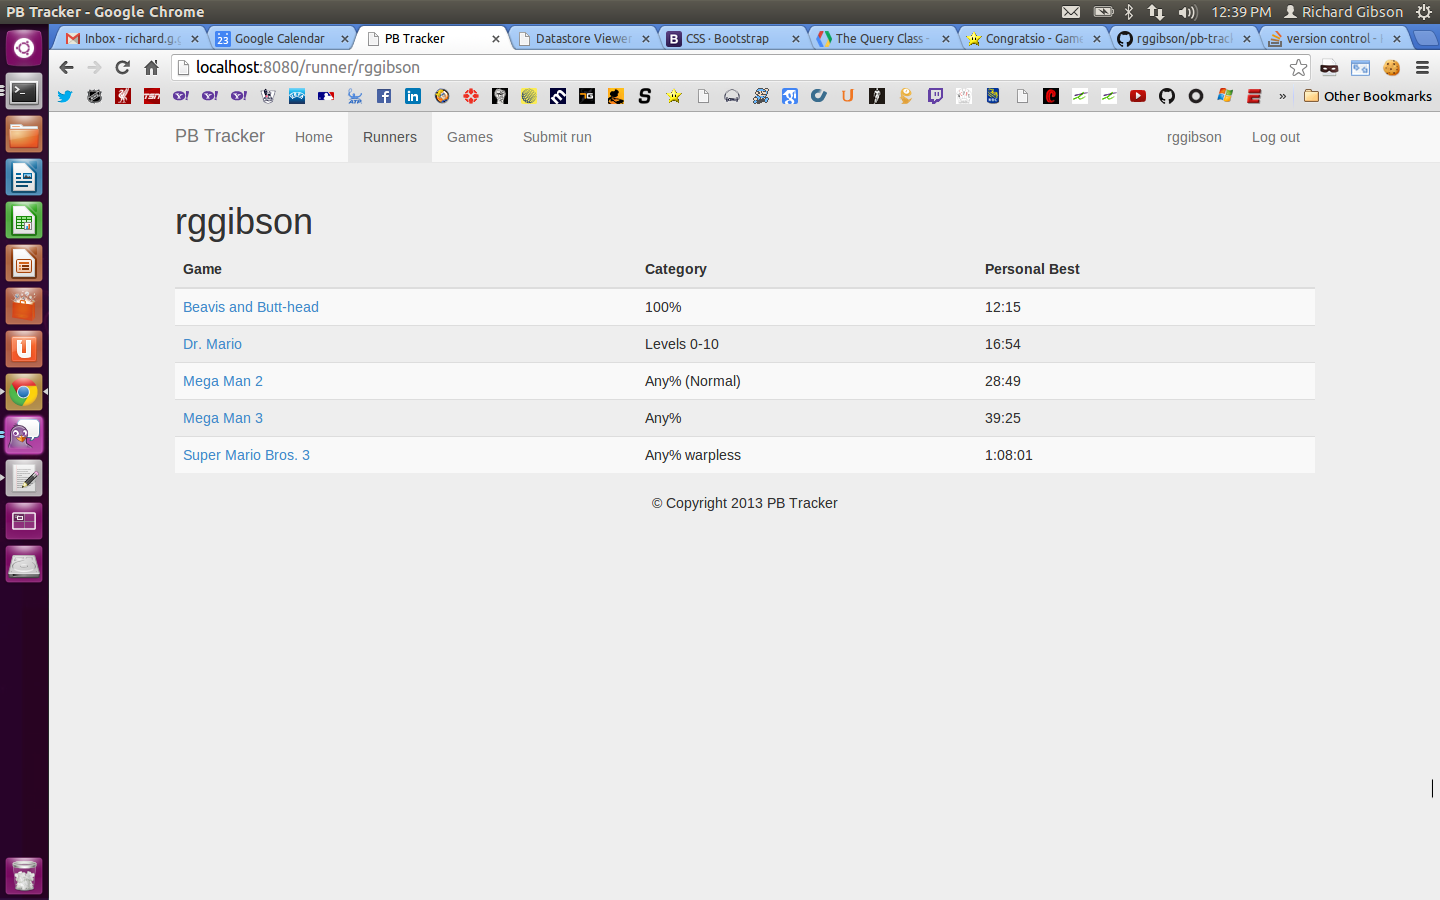 PB Tracker - Google Chrome
12:39 PM Richard Gibson
Inbox - richard.g. Google Calendar PB Tracker Datastore Viewer CSS · Bootstrap The Query Class - Congratsio - Game rggibson/pb-track version control -
localhost:8080/runner/rggibson
» Other Bookmarks
PB Tracker Home Runners Games Submit run rggibson Log out
rggibson
Game Category Personal Best
Beavis and Butt-head 100% 12:15
Dr. Mario Levels 0-10 16:54
Mega Man 2 Any% (Normal) 28:49
Mega Man 3 Any% 39:25
Super Mario Bros. 3 Any% warpless 1:08:01
© Copyright 2013 PB Tracker